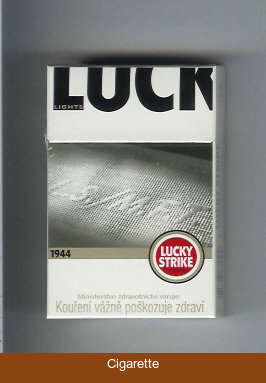 LUCK
LIGHTS
1944
LUCKY
STRIKE
Ministerstvo zdravotnictví varuje
Kouření vážně poškozuje zdraví
Cigarette